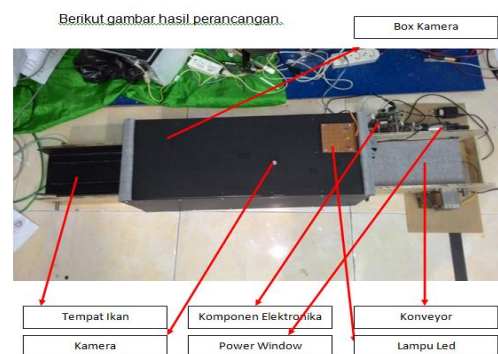 Berikut gambar hasil perancangan.
Box Kamera
Tempat Ikan
Komponen Elektronika
Konveyor
Kamera
Power Window
Lampu Led